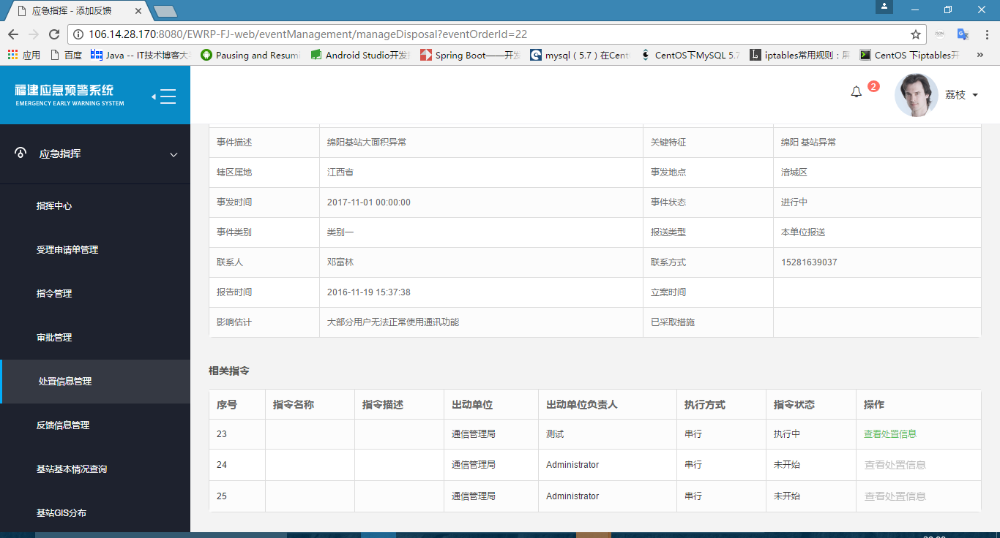 应急指挥 - 添加反馈
106.14.28.170:8080/EWRP-FJ-web/eventManagement/manageDisposal?eventOrderId=22
应用 百度 Java -- IT技术博客大 Pausing and Resumi Android Studio开发 Spring Boot——开发 mysql（5.7）在Cent CentOS下MySQL 5.7 iptables常用规则：屏 CentOS 下iptables开 »
福建应急预警系统
EMERGENCY EARLY WARNING SYSTEM
2
荔枝
应急指挥
指挥中心
受理申请单管理
指令管理
审批管理
处置信息管理
反馈信息管理
基站基本情况查询
基站GIS分布
事件描述 绵阳基站大面积异常 关键特征 绵阳 基站异常
辖区属地 江西省 事发地点 涪城区
事发时间 2017-11-01 00:00:00 事件状态 进行中
事件类别 类别一 报送类型 本单位报送
联系人 邓富林 联系方式 15281639037
报告时间 2016-11-19 15:37:38 立案时间
影响估计 大部分用户无法正常使用通讯功能 已采取措施
相关指令
序号 指令名称 指令描述 出动单位 出动单位负责人 执行方式 指令状态 操作
23 通信管理局 测试 串行 执行中 查看处置信息
24 通信管理局 Administrator 串行 未开始 查看处置信息
25 通信管理局 Administrator 串行 未开始 查看处置信息